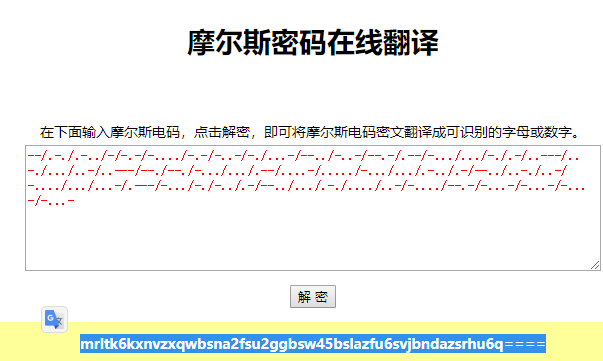 摩尔斯密码在线翻译
在下面输入摩尔斯电码，点击解密，即可将摩尔斯电码密文翻译成可识别的字母或数字。
--/.-./.-../-/-.-/-..../-.-/-..-/-./...-/--../-..-/--.-/.--/-.../.../-./.-/..---/..
-./.../..-/..---/--./--./-.../.../.--/....-/...../-.../.../.-../.-/--../..-./..-/
-..../.../...-/.---/-.../-./-../.-/--../.../.-./..../..-/-..../--.-/-...-/-...-/-...
-/-...-
解 密
mrltk6kxnvzxqwbsna2fsu2ggbsw45bslazfu6svjbndazsrhu6q====